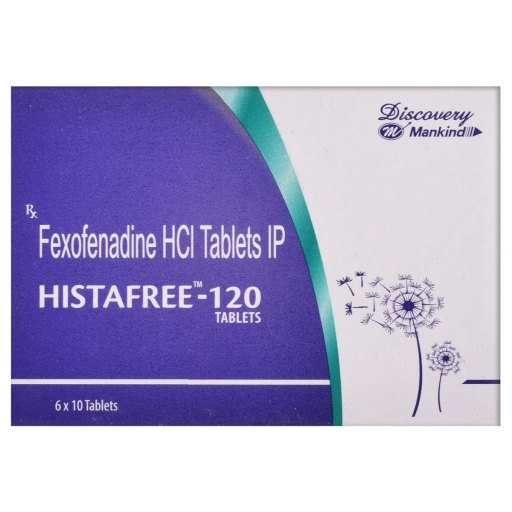 Discovery
m Mankind
Rx
Fexofenadine HCl Tablets IP
HISTAFREE™-120
TABLETS
6 x 10 Tablets